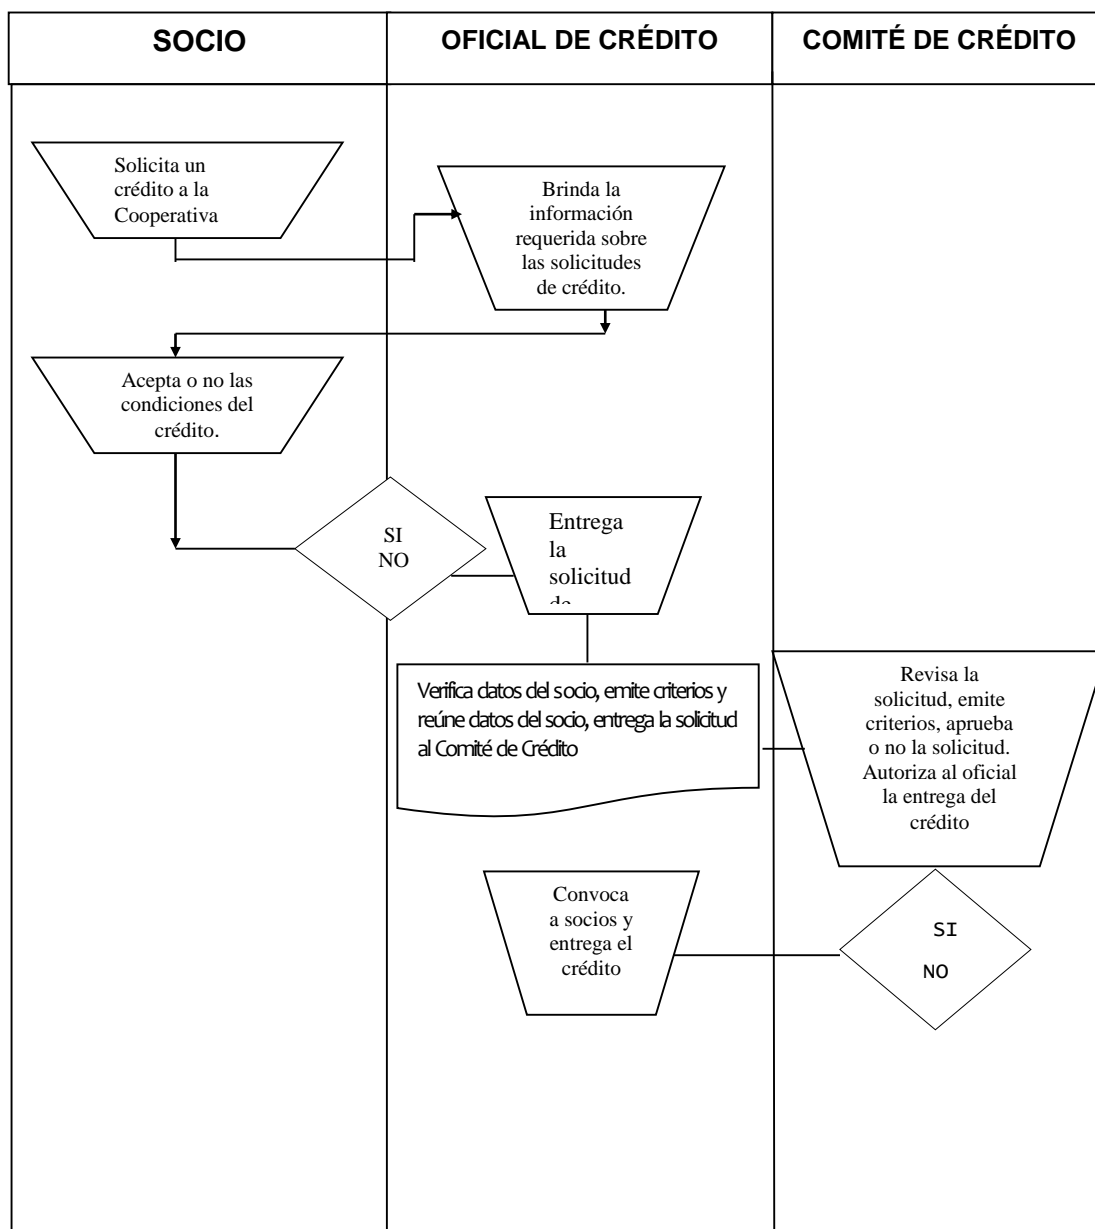 SOCIO
OFICIAL DE CRÉDITO
COMITÉ DE CRÉDITO
Solicita un
crédito a la
Cooperativa
Brinda la
información
requerida sobre
las solicitudes
de crédito.
Acepta o no las
condiciones del
crédito.
SI
NO
Entrega
la
solicitud
de
Verifica datos del socio, emite criterios y
reúne datos del socio, entrega la solicitud
al Comité de Crédito
Revisa la
solicitud, emite
criterios, aprueba
o no la solicitud.
Autoriza al oficial
la entrega del
crédito
SI
NO
Convoca
a socios y
entrega el
crédito